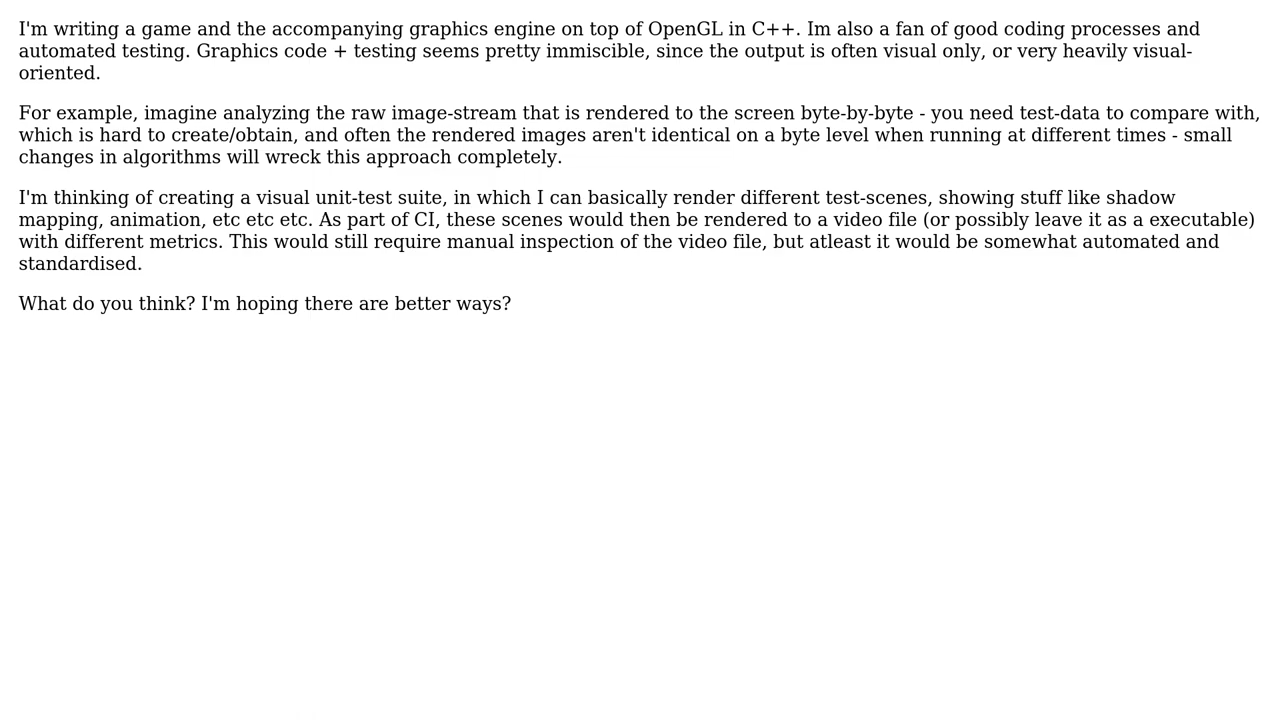 I'm writing a game and the accompanying graphics engine on top of OpenGL in C++. Im also a fan of good coding processes and
automated testing. Graphics code + testing seems pretty immiscible, since the output is often visual only, or very heavily visual-
oriented.
For example, imagine analyzing the raw image-stream that is rendered to the screen byte-by-byte - you need test-data to compare with,
which is hard to create/obtain, and often the rendered images aren't identical on a byte level when running at different times - small
changes in algorithms will wreck this approach completely.
I'm thinking of creating a visual unit-test suite, in which I can basically render different test-scenes, showing stuff like shadow
mapping, animation, etc etc etc. As part of CI, these scenes would then be rendered to a video file (or possibly leave it as a executable)
with different metrics. This would still require manual inspection of the video file, but atleast it would be somewhat automated and
standardised.
What do you think? I'm hoping there are better ways?